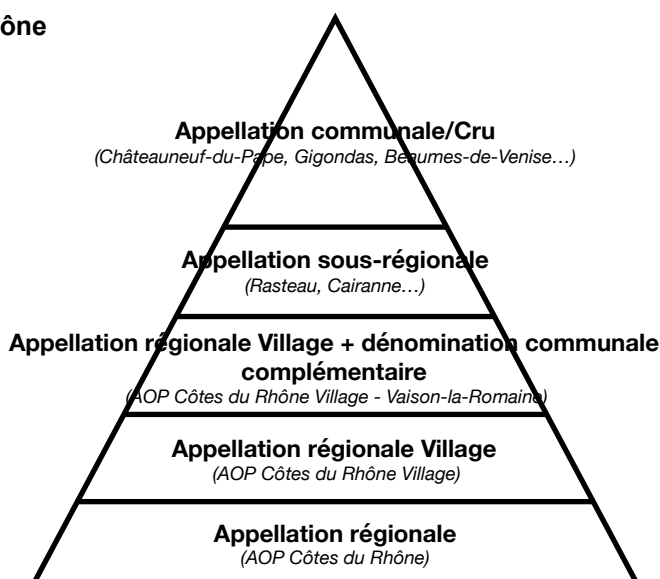 ône
Appellation communale/Cru
(Châteauneuf-du-Pape, Gigondas, Beaumes-de-Venise…)
Appellation sous-régionale
(Rasteau, Cairanne…)
Appellation régionale Village + dénomination communale
complémentaire
(AOP Côtes du Rhône Village - Vaison-la-Romaine)
Appellation régionale Village
(AOP Côtes du Rhône Village)
Appellation régionale
(AOP Côtes du Rhône)